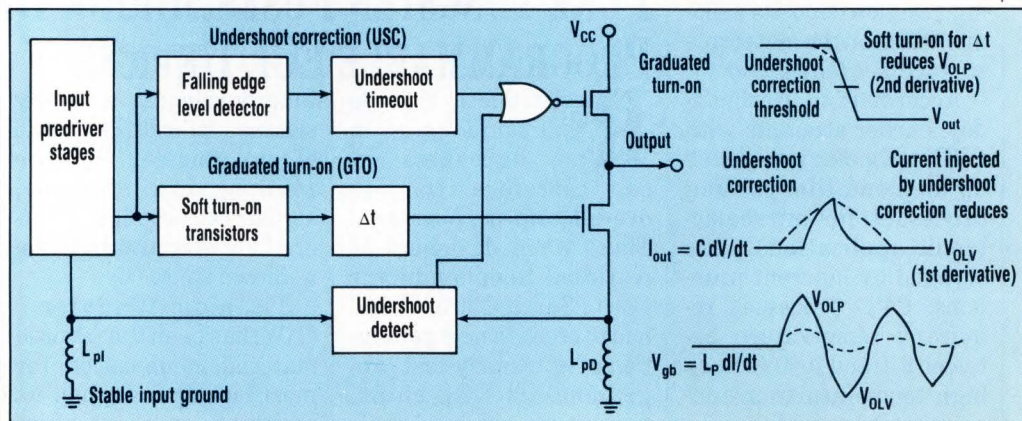 Undershoot correction (USC)
Input
predriver
stages
Falling edge
level detector
Undershoot
timeout
Graduated turn-on (GTO)
Soft turn-on
transistors
Δt
Undershoot
detect
L_pI
Stable input ground
V_CC
Output
L_pD
Graduated
turn-on
Undershoot
correction
threshold
Soft turn-on for Δt
reduces V_OLP
(2nd derivative)
V_out
Undershoot
correction
Current injected
by undershoot
correction reduces
I_out = C dV/dt
V_OLV
(1st derivative)
V_OLP
V_gb = L_P dI/dt
V_OLV